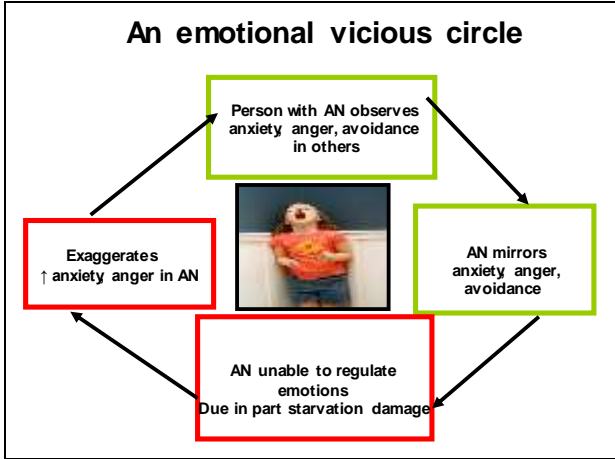 An emotional vicious circle
Person with AN observes
anxiety, anger, avoidance
in others
AN mirrors
anxiety, anger,
avoidance
AN unable to regulate
emotions
Due in part starvation damage
Exaggerates
↑ anxiety, anger in AN